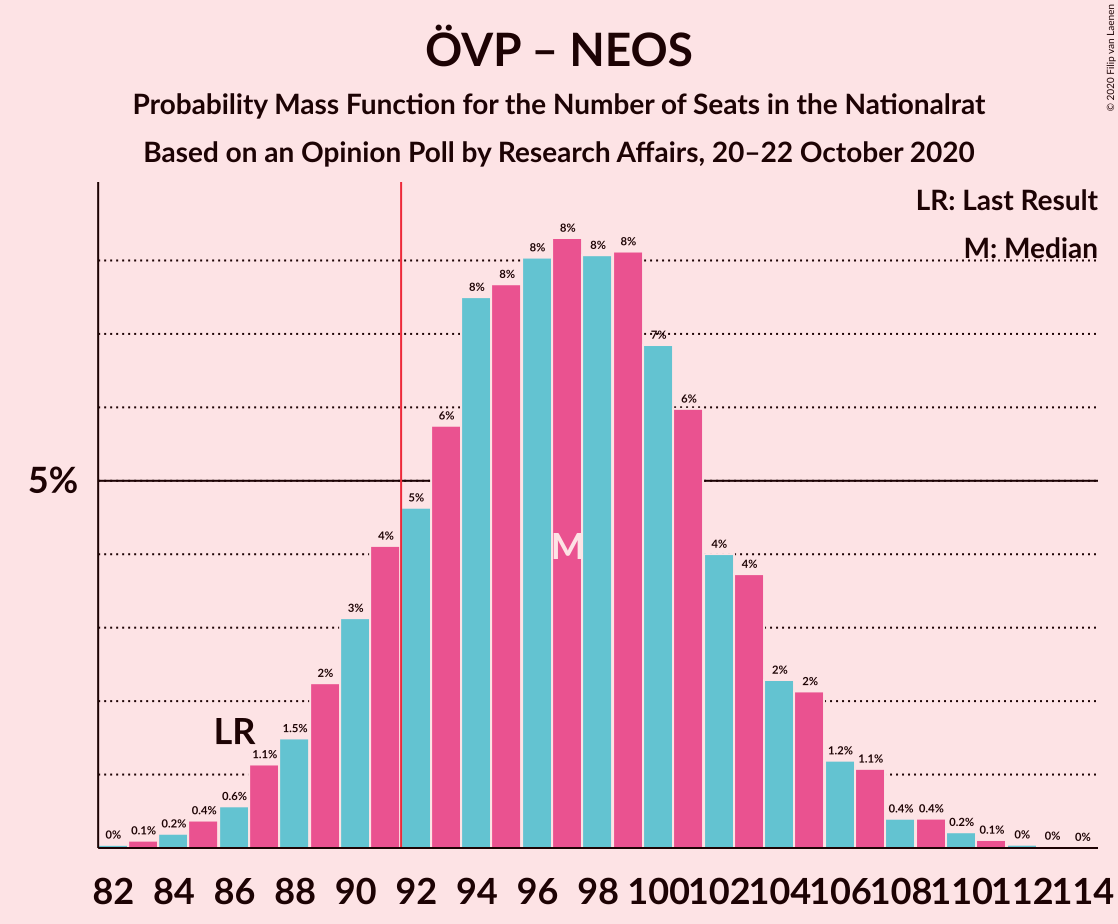 ÖVP – NEOS
Probability Mass Function for the Number of Seats in the Nationalrat
Based on an Opinion Poll by Research Affairs, 20–22 October 2020
© 2020 Filip van Laenen
LR: Last Result
M: Median
5%
0% 0.1% 0.2% 0.4% 0.6% 1.1% 1.5% 2% 3% 4% 5% 6% 8% 8% 8% 8% 8% 8% 7% 6% 4% 4% 2% 2% 1.2% 1.1% 0.4% 0.4% 0.2% 0.1% 0% 0% 0%
LR
M
82 84 86 88 90 92 94 96 98 100 102 104 106 108 110 112 114